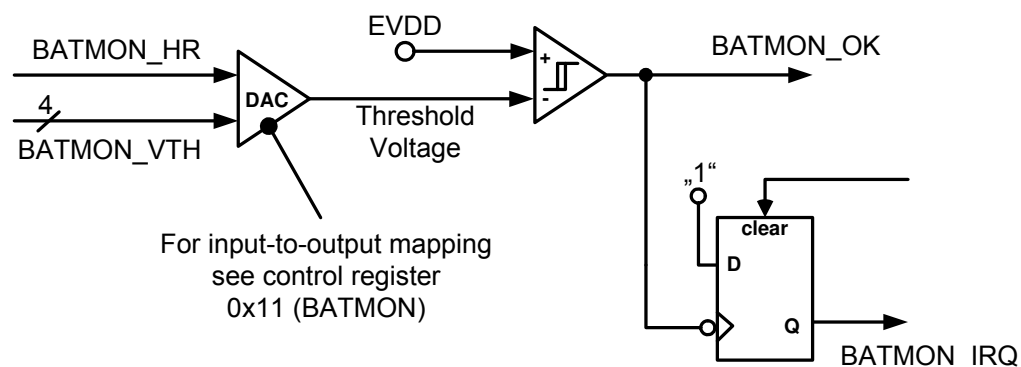 EVDD
BATMON_HR
BATMON_OK
+
DAC
-
4
Threshold
Voltage
BATMON_VTH
„1“
clear
For input-to-output mapping
see control register
0x11 (BATMON)
D
Q
BATMON_IRQ